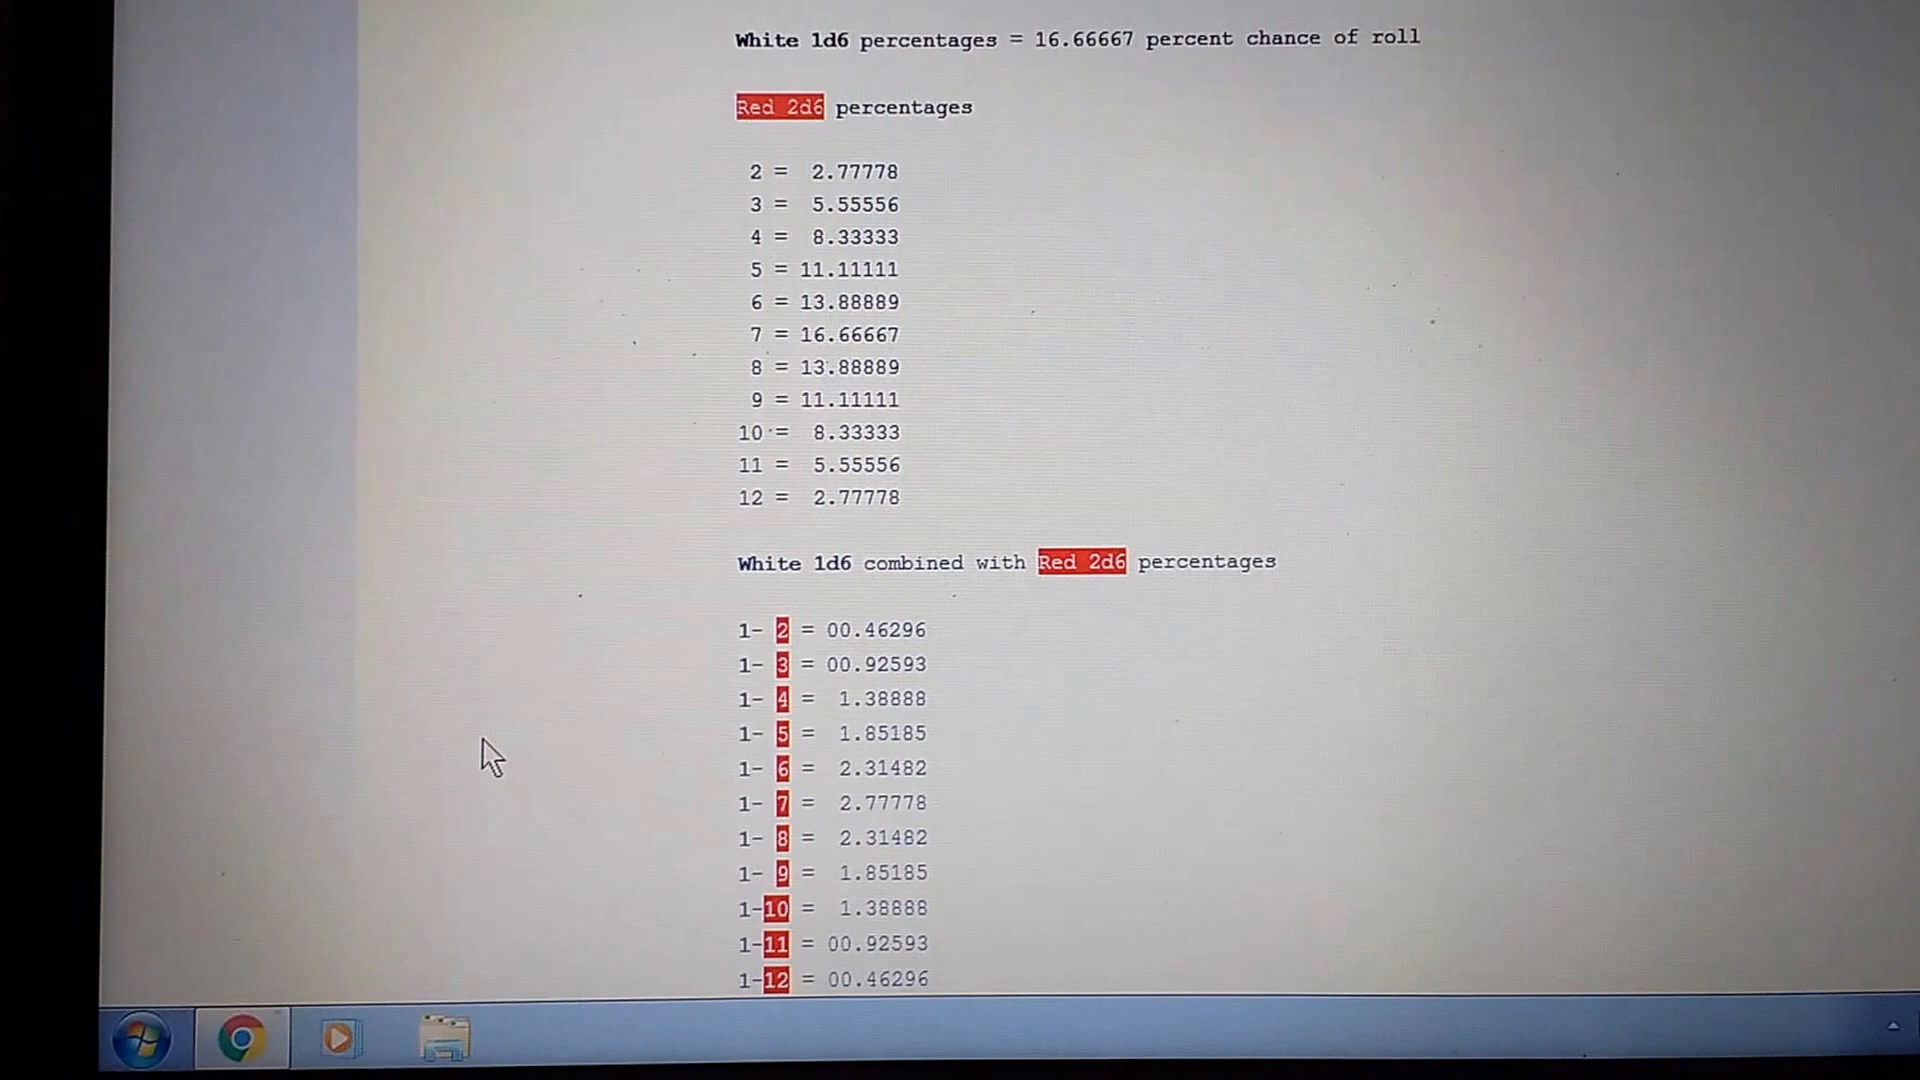 White 1d6 percentages = 16.66667 percent chance of roll
Red 2d6 percentages
2 = 2.77778
3 = 5.55556
4 = 8.33333
5 = 11.11111
6 = 13.88889
7 = 16.66667
8 = 13.88889
9 = 11.11111
10 = 8.33333
11 = 5.55556
12 = 2.77778
White 1d6 combined with Red 2d6 percentages
1- 2 = 00.46296
1- 3 = 00.92593
1- 4 = 1.38888
1- 5 = 1.85185
1- 6 = 2.31482
1- 7 = 2.77778
1- 8 = 2.31482
1- 9 = 1.85185
1-10 = 1.38888
1-11 = 00.92593
1-12 = 00.46296